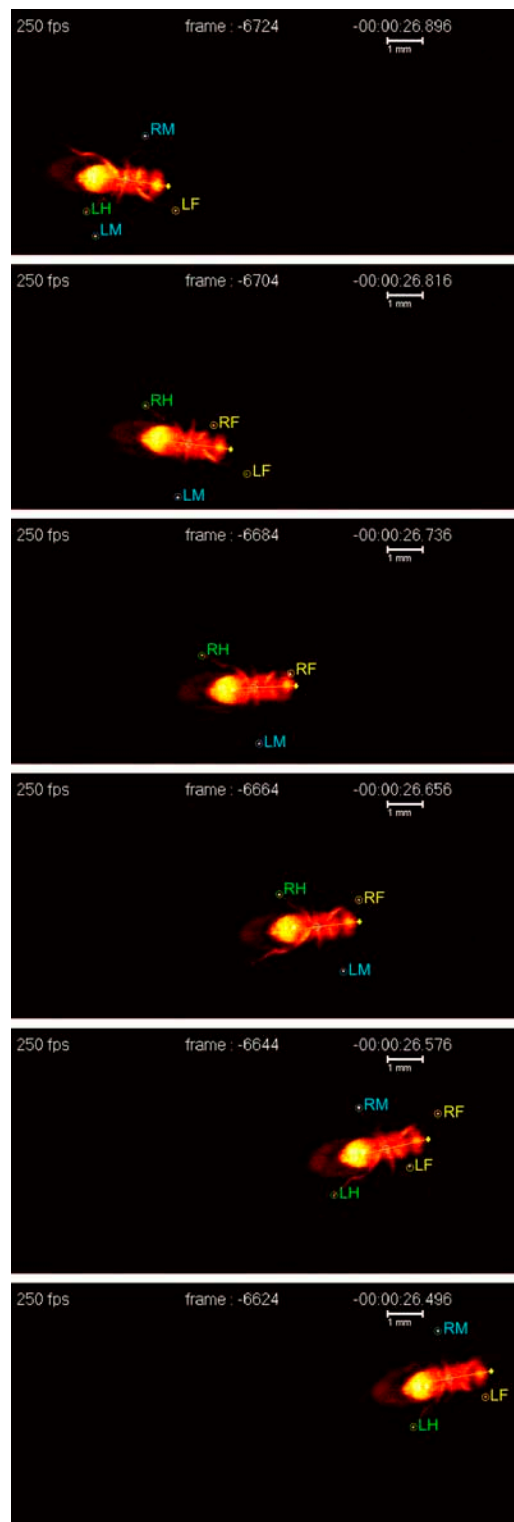 250 fps frame : -6724 -00:00:26.896
1 mm
RM
LH LF
LM
250 fps frame : -6704 -00:00:26.816
1 mm
RH
RF
LF
LM
250 fps frame : -6684 -00:00:26.736
1 mm
RH
RF
LM
250 fps frame : -6664 -00:00:26.656
1 mm
RH
RF
LM
250 fps frame : -6644 -00:00:26.576
1 mm
RM RF
LF
LH
250 fps frame : -6624 -00:00:26.496
1 mm
RM
LF
LH